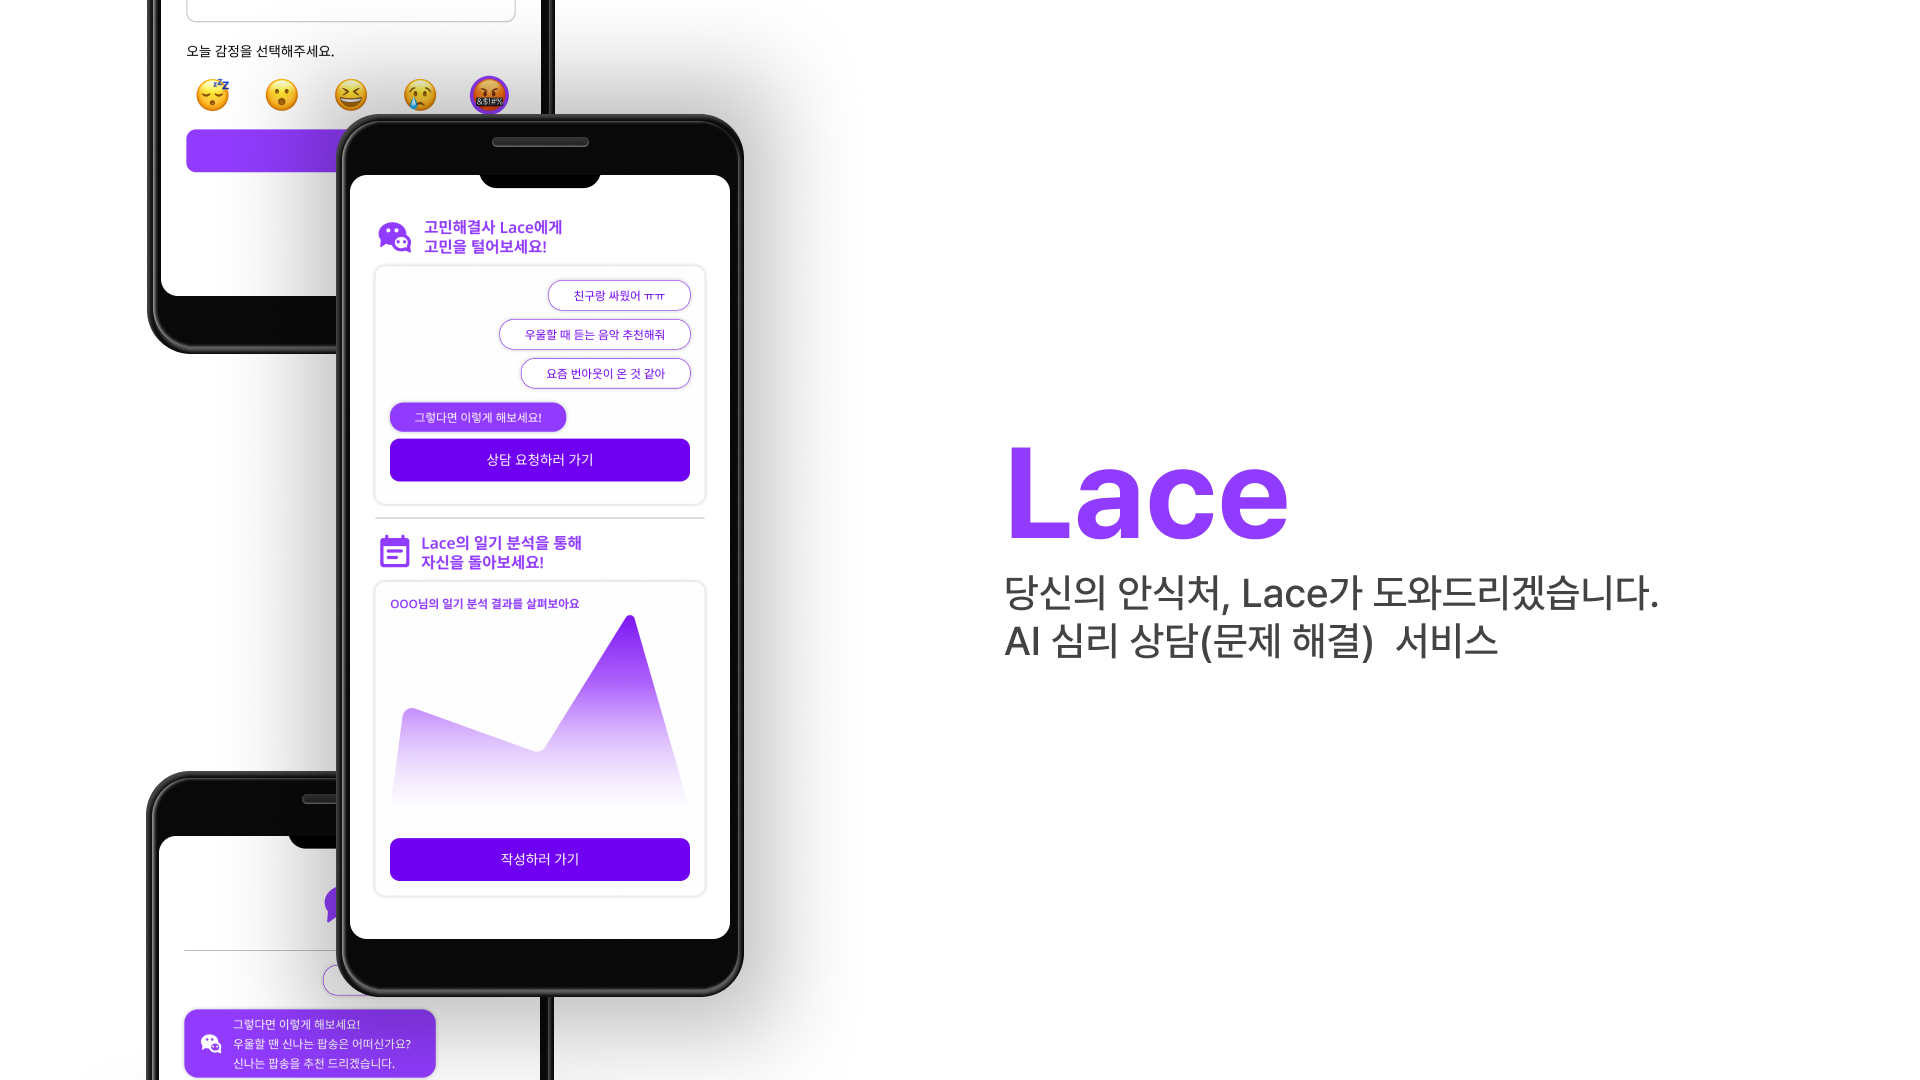 오늘 감정을 선택해주세요.
&$!#%
고민해결사 Lace에게
고민을 털어보세요!
친구랑 싸웠어 ㅠㅠ
우울할 때 듣는 음악 추천해줘
요즘 번아웃이 온 것 같아
그렇다면 이렇게 해보세요!
상담 요청하러 가기
Lace의 일기 분석을 통해
자신을 돌아보세요!
OOO님의 일기 분석 결과를 살펴보아요
작성하러 가기
그렇다면 이렇게 해보세요!
우울할 땐 신나는 팝송은 어떠신가요?
신나는 팝송을 추천 드리겠습니다.
Lace
당신의 안식처, Lace가 도와드리겠습니다.
AI 심리 상담(문제 해결) 서비스